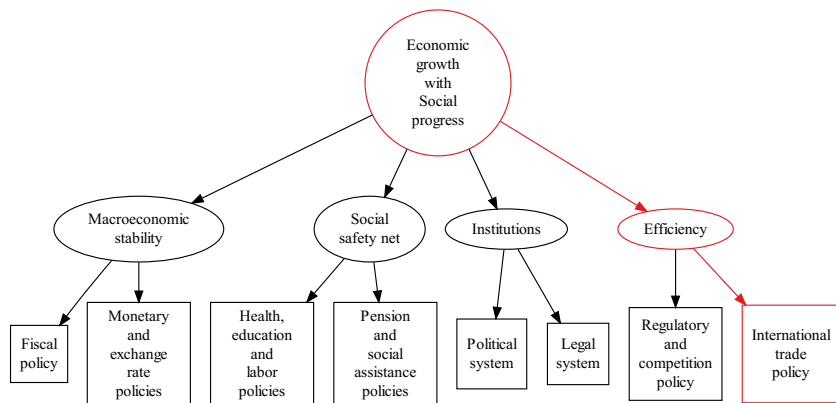 Economic
growth
with
Social
progress
Macroeconomic
stability
Social
safety net
Institutions
Efficiency
Fiscal
policy
Monetary
and
exchange
rate
policies
Health,
education
and
labor
policies
Pension
and
social
assistance
policies
Political
system
Legal
system
Regulatory
and
competition
policy
International
trade
policy